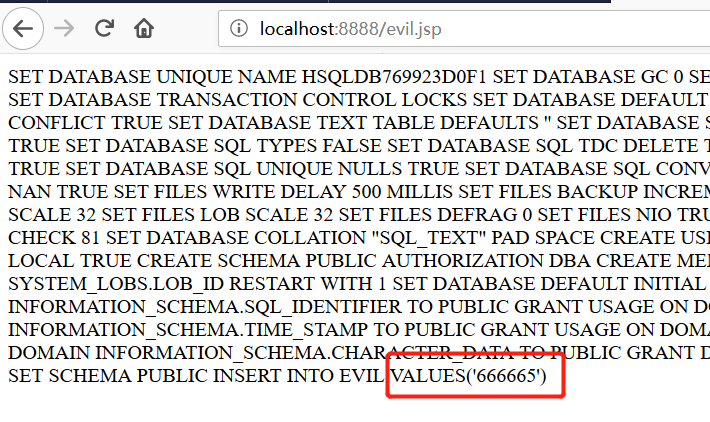 localhost:8888/evil.jsp
SET DATABASE UNIQUE NAME HSQLDB769923D0F1 SET DATABASE GC 0 SE
SET DATABASE TRANSACTION CONTROL LOCKS SET DATABASE DEFAULT
CONFLICT TRUE SET DATABASE TEXT TABLE DEFAULTS '' SET DATABASE S
TRUE SET DATABASE SQL TYPES FALSE SET DATABASE SQL TDC DELETE T
TRUE SET DATABASE SQL UNIQUE NULLS TRUE SET DATABASE SQL CONV
NAN TRUE SET FILES WRITE DELAY 500 MILLIS SET FILES BACKUP INCREM
SCALE 32 SET FILES LOB SCALE 32 SET FILES DEFRAG 0 SET FILES NIO TRU
CHECK 81 SET DATABASE COLLATION "SQL_TEXT" PAD SPACE CREATE USE
LOCAL TRUE CREATE SCHEMA PUBLIC AUTHORIZATION DBA CREATE MEM
SYSTEM_LOBS.LOB_ID RESTART WITH 1 SET DATABASE DEFAULT INITIAL
INFORMATION_SCHEMA.SQL_IDENTIFIER TO PUBLIC GRANT USAGE ON DO
INFORMATION_SCHEMA.TIME_STAMP TO PUBLIC GRANT USAGE ON DOMA
DOMAIN INFORMATION_SCHEMA.CHARACTER_DATA TO PUBLIC GRANT D
SET SCHEMA PUBLIC INSERT INTO EVIL VALUES('666665')